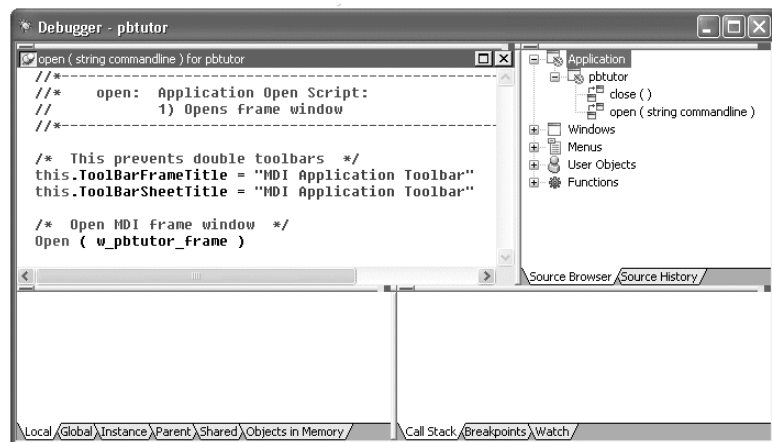 Debugger - pbtutor
open ( string commandline ) for pbtutor
//*-----------------------------------------------------
//*    open:  Application Open Script:
//            1) Opens frame window
//*-----------------------------------------------------
/*  This prevents double toolbars  */
this.ToolBarFrameTitle = "MDI Application Toolbar"
this.ToolBarSheetTitle = "MDI Application Toolbar"
/*  Open MDI frame window  */
Open ( w_pbtutor_frame )
Application
pbtutor
close ( )
open ( string commandline )
Windows
Menus
User Objects
Functions
Source Browser Source History
Local Global Instance Parent Shared Objects in Memory
Call Stack Breakpoints Watch